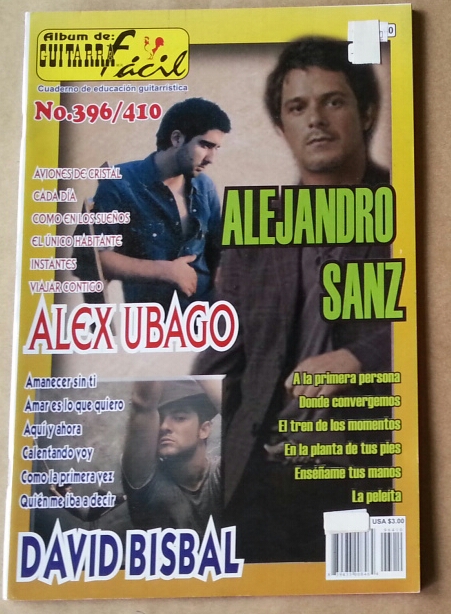 Album de:
GUITARRA Fácil
Cuaderno de educación guitarrística
No.396/410
0
AVIONES DE CRISTAL
CADA DÍA
COMO EN LOS SUEÑOS
EL ÚNICO HABITANTE
INSTANTES
VIAJAR CONTIGO
ALEX UBAGO
ALEJANDRO
SANZ
A la primera persona
Donde convergemos
El tren de los momentos
En la planta de tus pies
Enséñame tus manos
La peleita
Amanecer sin ti
Amar es lo que quiero
Aquí y ahora
Calentando voy
Como la primera vez
Quién me iba a decir
DAVID BISBAL
USA $3.00